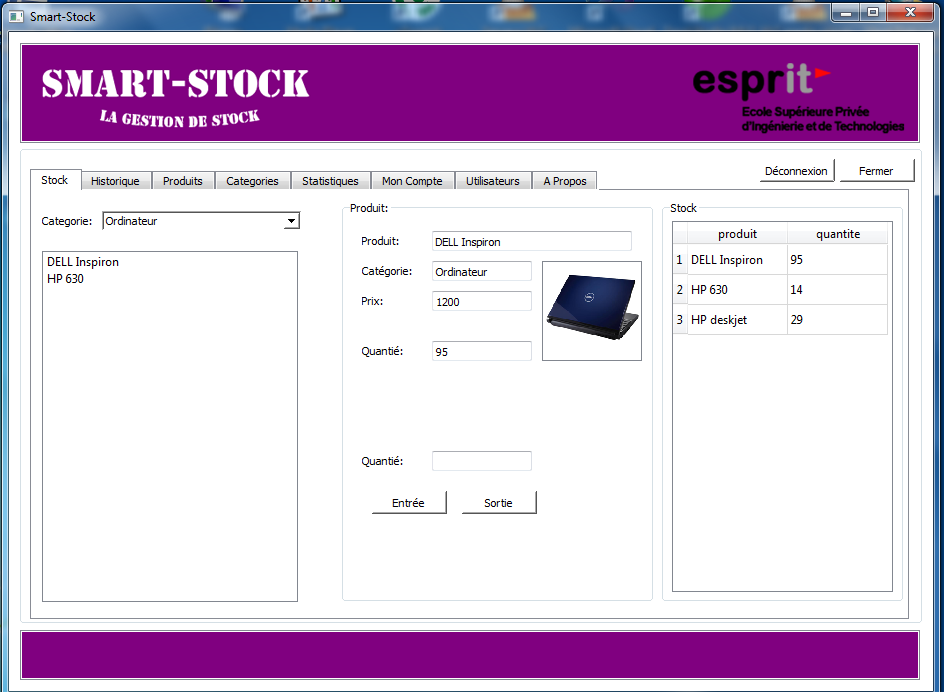 Smart-Stock
SMART-STOCK
LA GESTION DE STOCK
esprit
Ecole Supérieure Privée
d'Ingénierie et de Technologies
Déconnexion
Fermer
Stock
Historique
Produits
Categories
Statistiques
Mon Compte
Utilisateurs
A Propos
Categorie:
Ordinateur
DELL Inspiron
HP 630
Produit:
Produit:
DELL Inspiron
Catégorie:
Ordinateur
Prix:
1200
Quantié:
95
Quantié:
Entrée
Sortie
Stock
produit quantite
1 DELL Inspiron 95
2 HP 630 14
3 HP deskjet 29